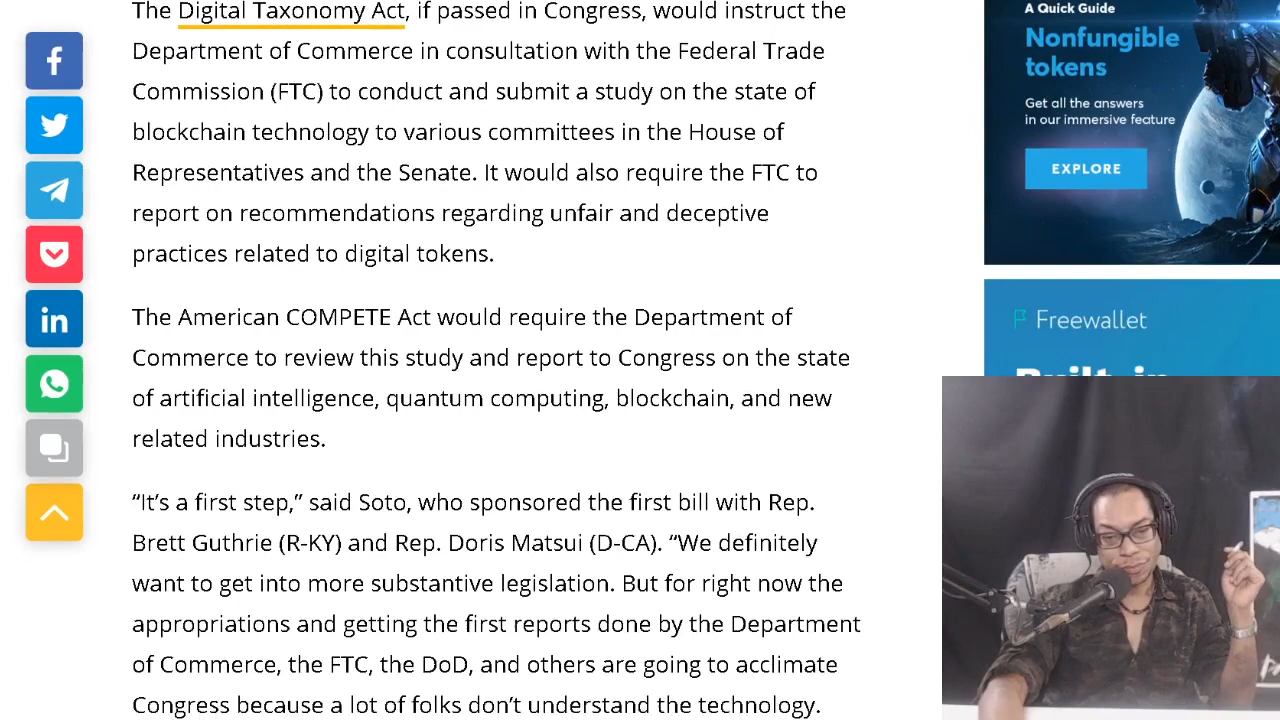 The Digital Taxonomy Act, if passed in Congress, would instruct the
Department of Commerce in consultation with the Federal Trade
Commission (FTC) to conduct and submit a study on the state of
blockchain technology to various committees in the House of
Representatives and the Senate. It would also require the FTC to
report on recommendations regarding unfair and deceptive
practices related to digital tokens.
The American COMPETE Act would require the Department of
Commerce to review this study and report to Congress on the state
of artificial intelligence, quantum computing, blockchain, and new
related industries.
“It’s a first step,” said Soto, who sponsored the first bill with Rep.
Brett Guthrie (R-KY) and Rep. Doris Matsui (D-CA). “We definitely
want to get into more substantive legislation. But for right now the
appropriations and getting the first reports done by the Department
of Commerce, the FTC, the DoD, and others are going to acclimate
Congress because a lot of folks don’t understand the technology.
A Quick Guide
Nonfungible
tokens
Get all the answers
in our immersive feature
EXPLORE
Freewallet
Built-in